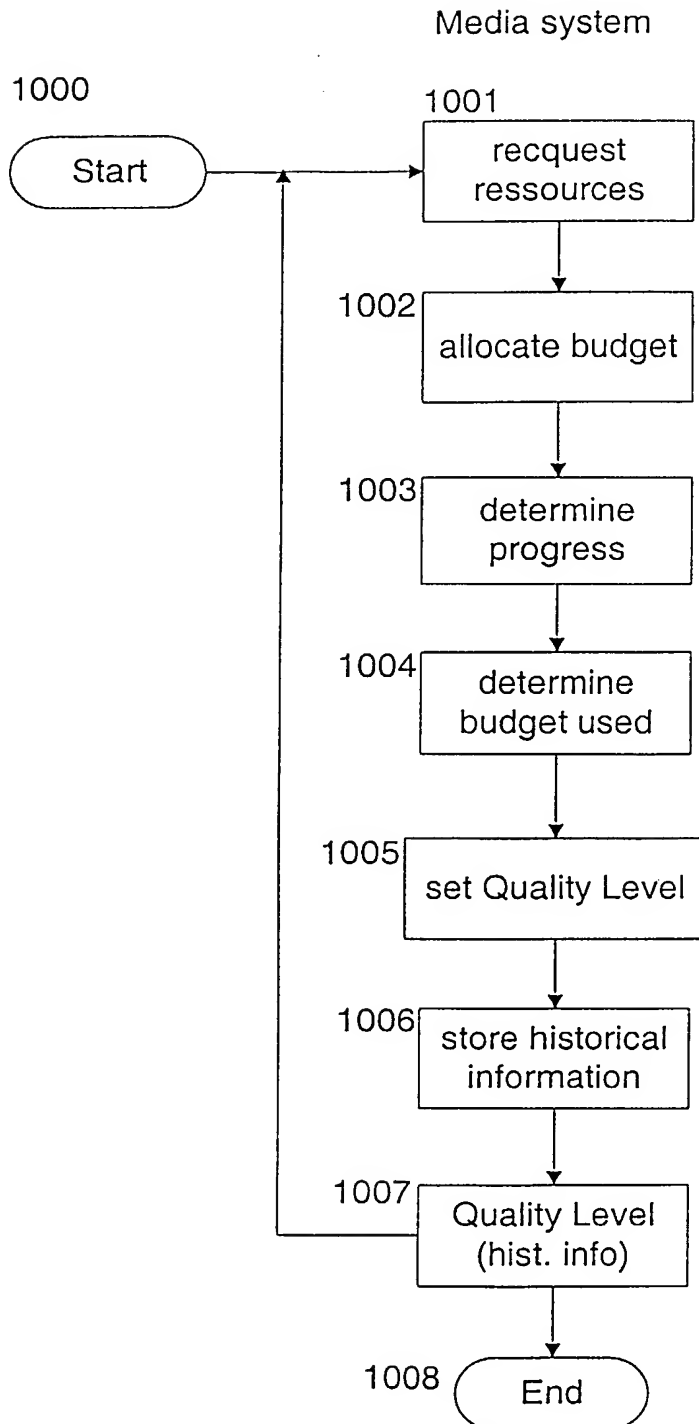 Media system
1000
Start
1001
recquest
ressources
1002
allocate budget
1003
determine
progress
1004
determine
budget used
1005
set Quality Level
1006
store historical
information
1007
Quality Level
(hist. info)
1008
End